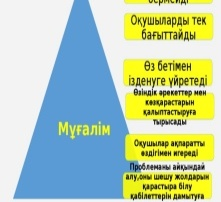 бермейді
Оқушыларды тек
бағыттайды
Өз бетімен
ізденуге үйретеді
Өзіндік әрекеттер мен
көзқарастарын
қалыптастыруға
тырысады
Мұғалім
Оқушылар ақпаратты
өздігімен игереді
Проблеманы айқындай
алу,оны шешу жолдарын
қарастыра білу
қабілеттерін дамытуға